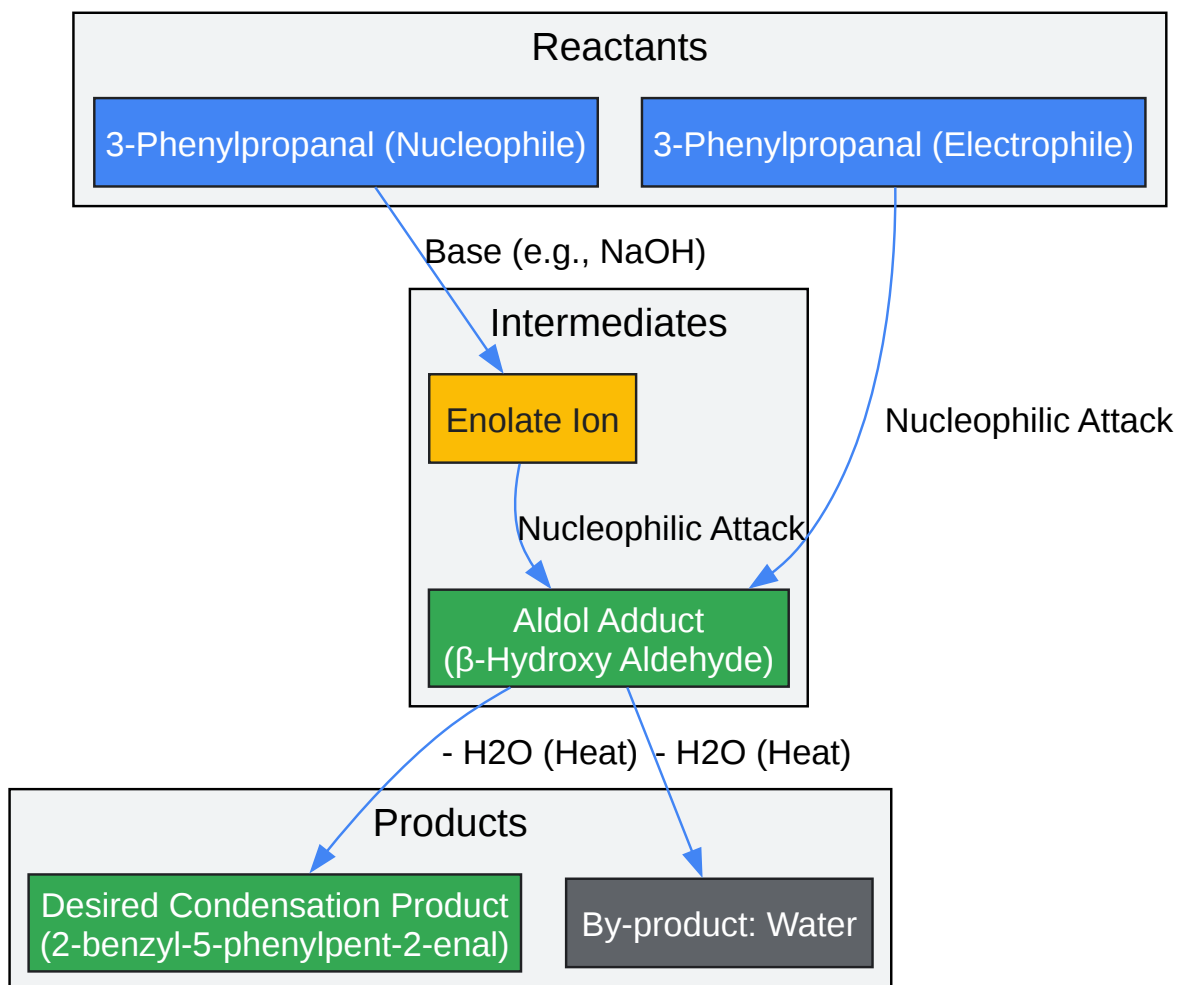 Reactants
3-Phenylpropanal (Nucleophile)
3-Phenylpropanal (Electrophile)
Base (e.g., NaOH)
Intermediates
Enolate Ion
Nucleophilic Attack
Nucleophilic Attack
Aldol Adduct
(β-Hydroxy Aldehyde)
- H2O (Heat)
- H2O (Heat)
Products
Desired Condensation Product
(2-benzyl-5-phenylpent-2-enal)
By-product: Water